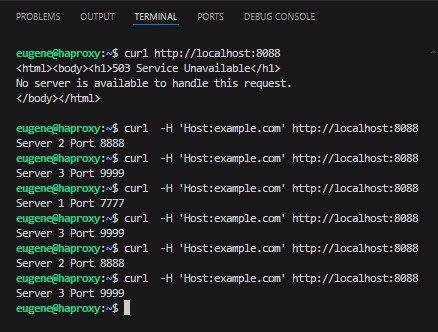 PROBLEMS OUTPUT TERMINAL PORTS DEBUG CONSOLE
eugene@haproxy:~$ curl http://localhost:8088
<html><body><h1>503 Service Unavailable</h1>
No server is available to handle this request.
</body></html>
eugene@haproxy:~$ curl  -H 'Host:example.com' http://localhost:8088
Server 2 Port 8888
eugene@haproxy:~$ curl  -H 'Host:example.com' http://localhost:8088
Server 3 Port 9999
eugene@haproxy:~$ curl  -H 'Host:example.com' http://localhost:8088
Server 1 Port 7777
eugene@haproxy:~$ curl  -H 'Host:example.com' http://localhost:8088
Server 3 Port 9999
eugene@haproxy:~$ curl  -H 'Host:example.com' http://localhost:8088
Server 2 Port 8888
eugene@haproxy:~$ curl  -H 'Host:example.com' http://localhost:8088
Server 3 Port 9999
eugene@haproxy:~$